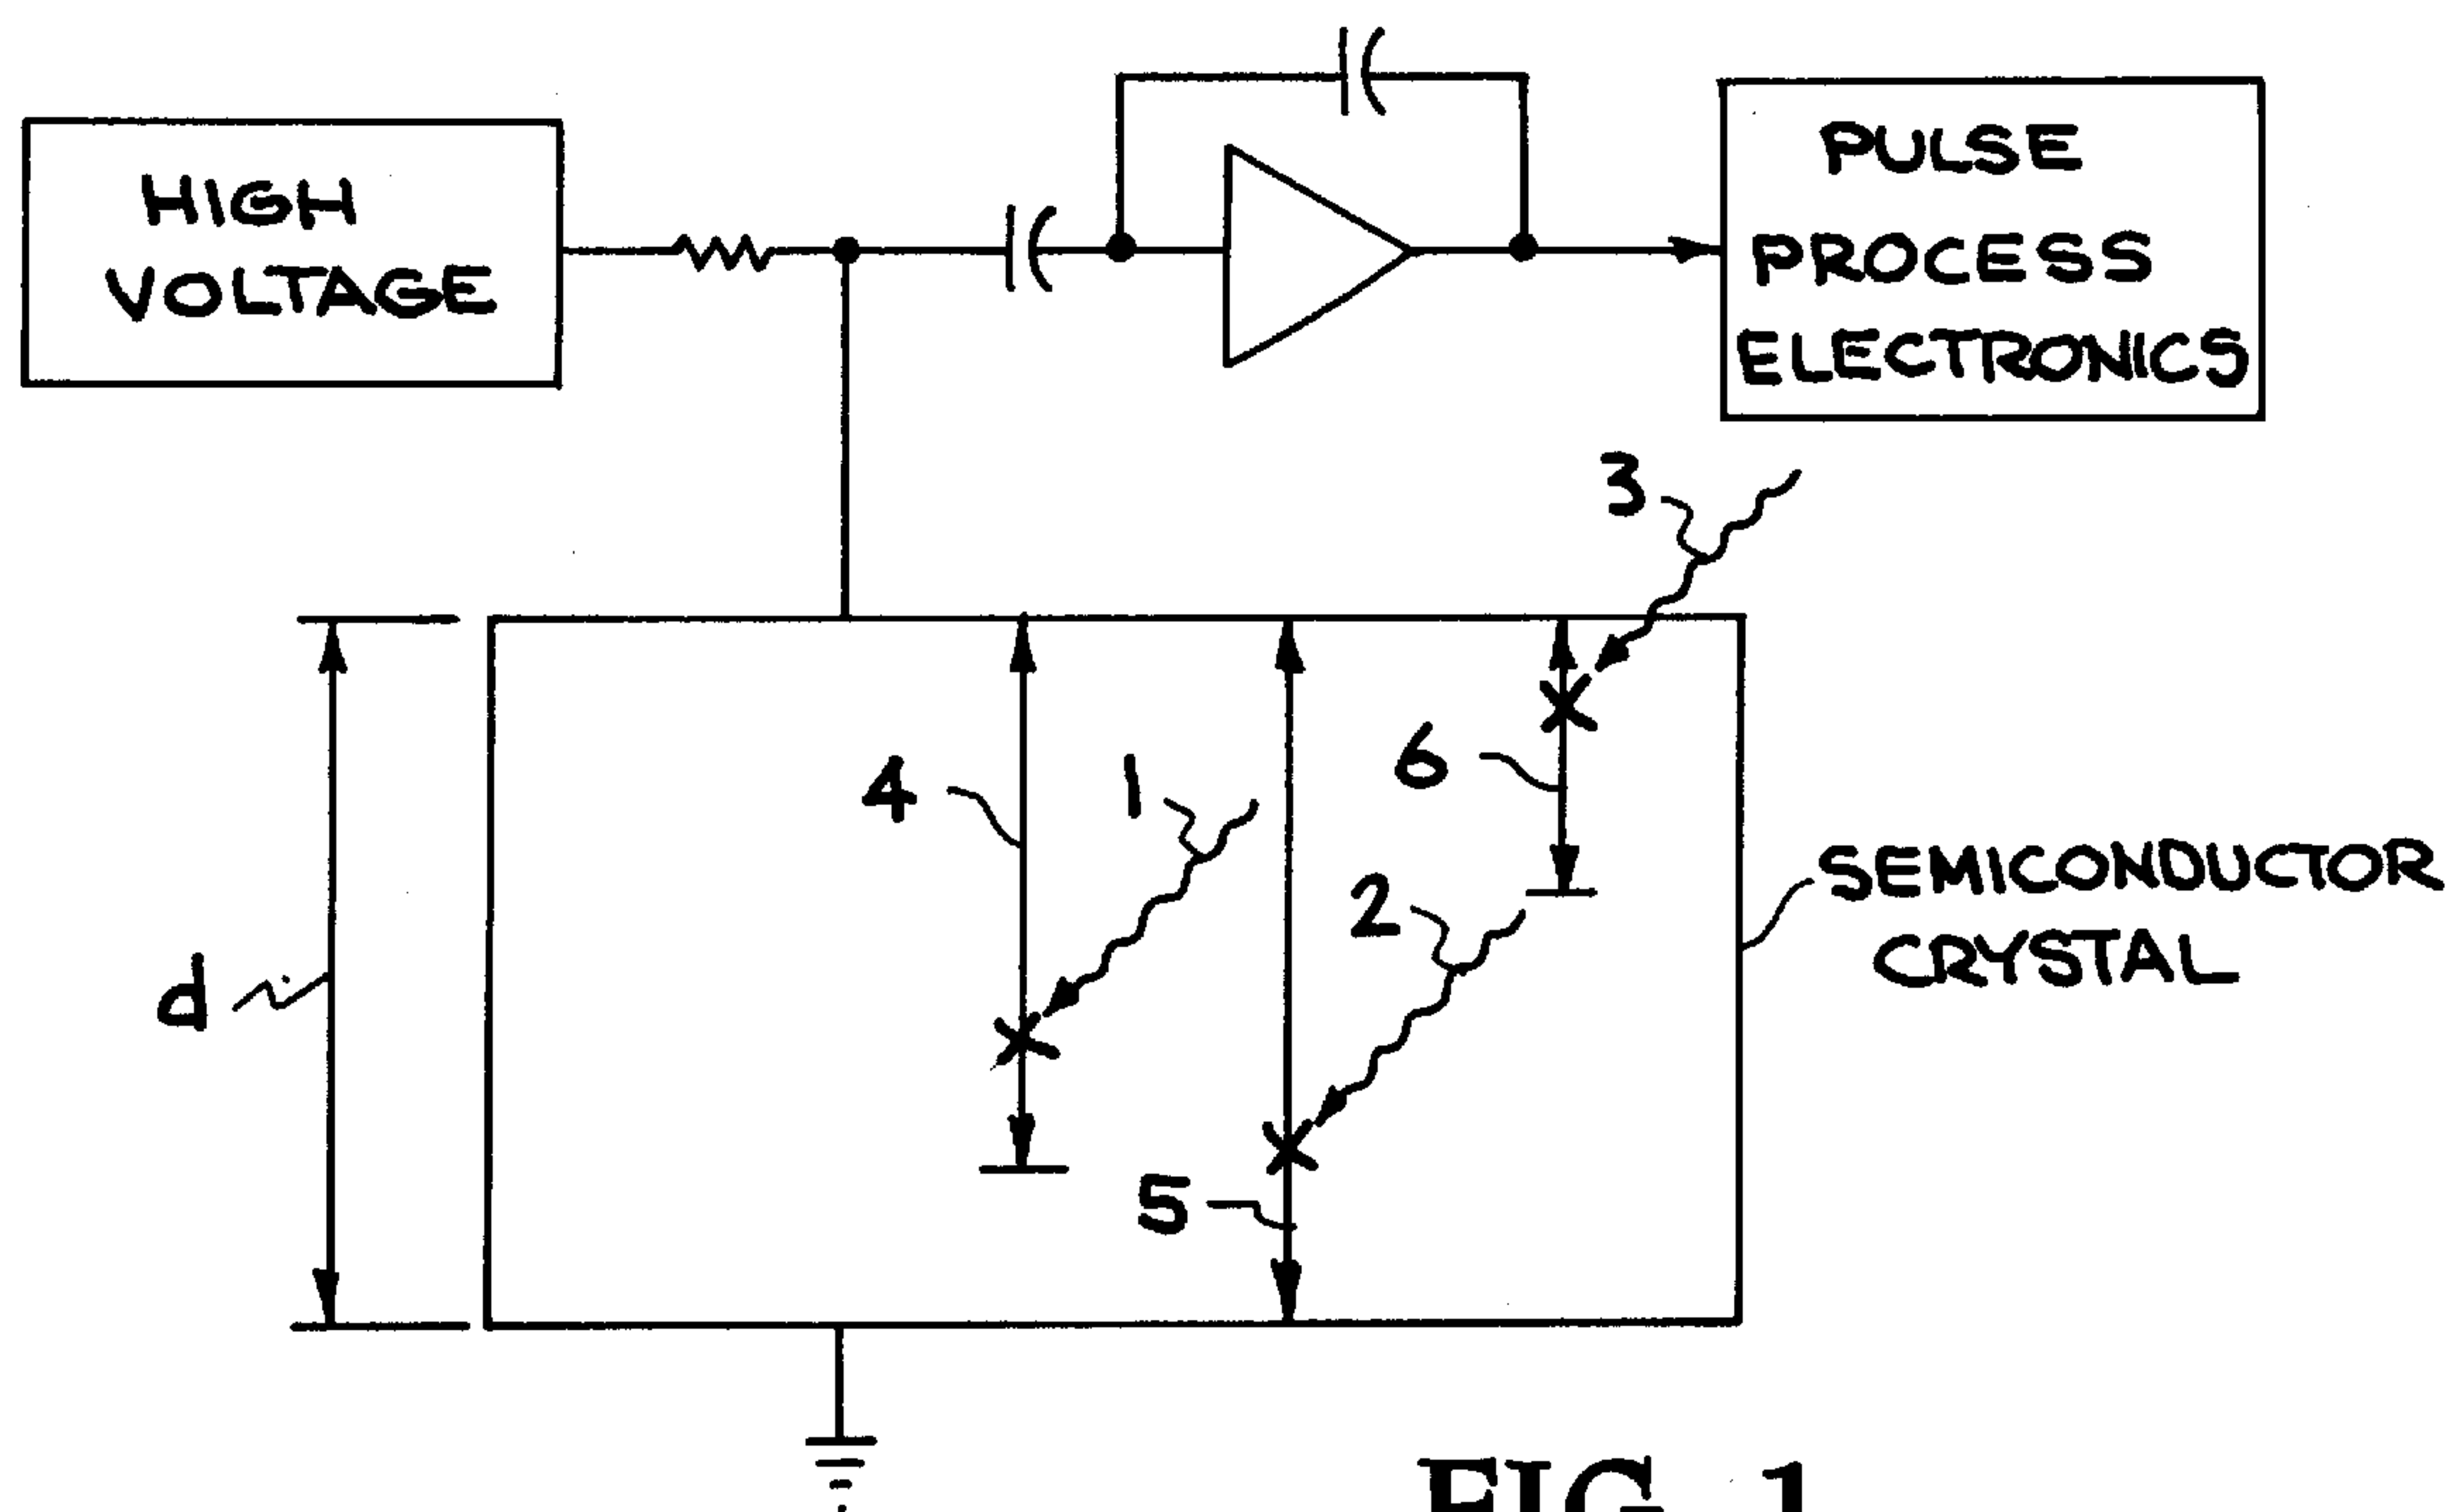 HIGH
VOLTAGE
PULSE
PROCESS
ELECTRONICS
3
4
1
6
2
d
5
SEMICONDUCTOR
CRYSTAL
FIG. 1